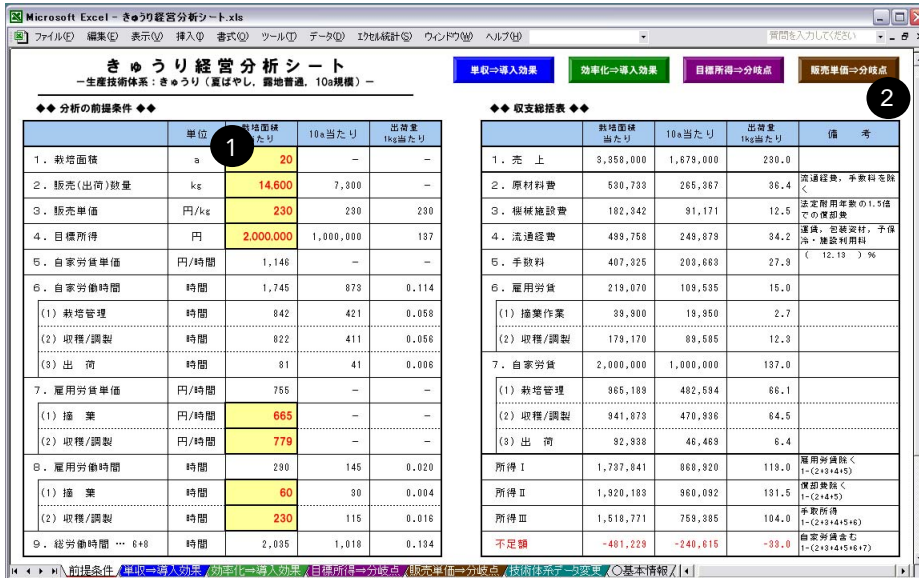 Microsoft Excel - きゅうり経営分析シート.xls
ファイル(F) 編集(E) 表示(V) 挿入(I) 書式(O) ツール(T) データ(D) エクセル統計(S) ウィンドウ(W) ヘルプ(H) 質問を入力してください
きゅうり経営分析シート
－生産技術体系：きゅうり（夏ばやし，露地普通，10a規模）－
単収⇒導入効果 効率化⇒導入効果 目標所得⇒分岐点 販売単価⇒分岐点
◆◆ 分析の前提条件 ◆◆
単位 栽培面積当たり 10a当たり 出荷量1kg当たり
1
1．栽培面積 a 20 － －
2．販売(出荷)数量 kg 14,600 7,300 －
3．販売単価 円/kg 230 230 230
4．目標所得 円 2,000,000 1,000,000 137
5．自家労賃単価 円/時間 1,146 － －
6．自家労働時間 時間 1,745 873 0.114
(1) 栽培管理 時間 842 421 0.058
(2) 収穫/調製 時間 822 411 0.056
(3) 出 荷 時間 81 41 0.006
7．雇用労賃単価 円/時間 755 － －
(1) 摘 葉 円/時間 665 － －
(2) 収穫/調製 円/時間 779 － －
8．雇用労働時間 時間 290 145 0.020
(1) 摘 葉 時間 60 30 0.004
(2) 収穫/調製 時間 230 115 0.016
9．総労働時間 … 6+8 時間 2,035 1,018 0.134
◆◆ 収支総括表 ◆◆
2
栽培面積当たり 10a当たり 出荷量1kg当たり 備 考
1．売 上 3,358,000 1,679,000 230.0
2．原材料費 530,733 265,367 36.4 流通経費，手数料を除く
3．機械施設費 182,342 91,171 12.5 法定耐用年数の1.5倍での償却費
4．流通経費 499,758 249,879 34.2 運賃，包装資材，予保冷・施設利用料
5．手数料 407,325 203,663 27.9 ( 12.13 ) %
6．雇用労賃 219,070 109,535 15.0
(1) 摘葉作業 39,900 19,950 2.7
(2) 収穫/調製 179,170 89,585 12.3
7．自家労賃 2,000,000 1,000,000 137.0
(1) 栽培管理 965,189 482,594 66.1
(2) 収穫/調製 941,873 470,936 64.5
(3) 出 荷 92,938 46,469 6.4
所得Ⅰ 1,737,841 868,920 119.0 雇用労賃除く 1-(2+3+4+5)
所得Ⅱ 1,920,183 960,092 131.5 償却費除く 1-(2+4+5)
所得Ⅲ 1,518,771 759,385 104.0 手取所得 1-(2+3+4+5+6)
不足額 -481,229 -240,615 -33.0 自家労賃含む 1-(2+3+4+5+6+7)
前提条件 単収⇒導入効果 効率化⇒導入効果 目標所得⇒分岐点 販売単価⇒分岐点 技術体系データ変更 〇基本情報